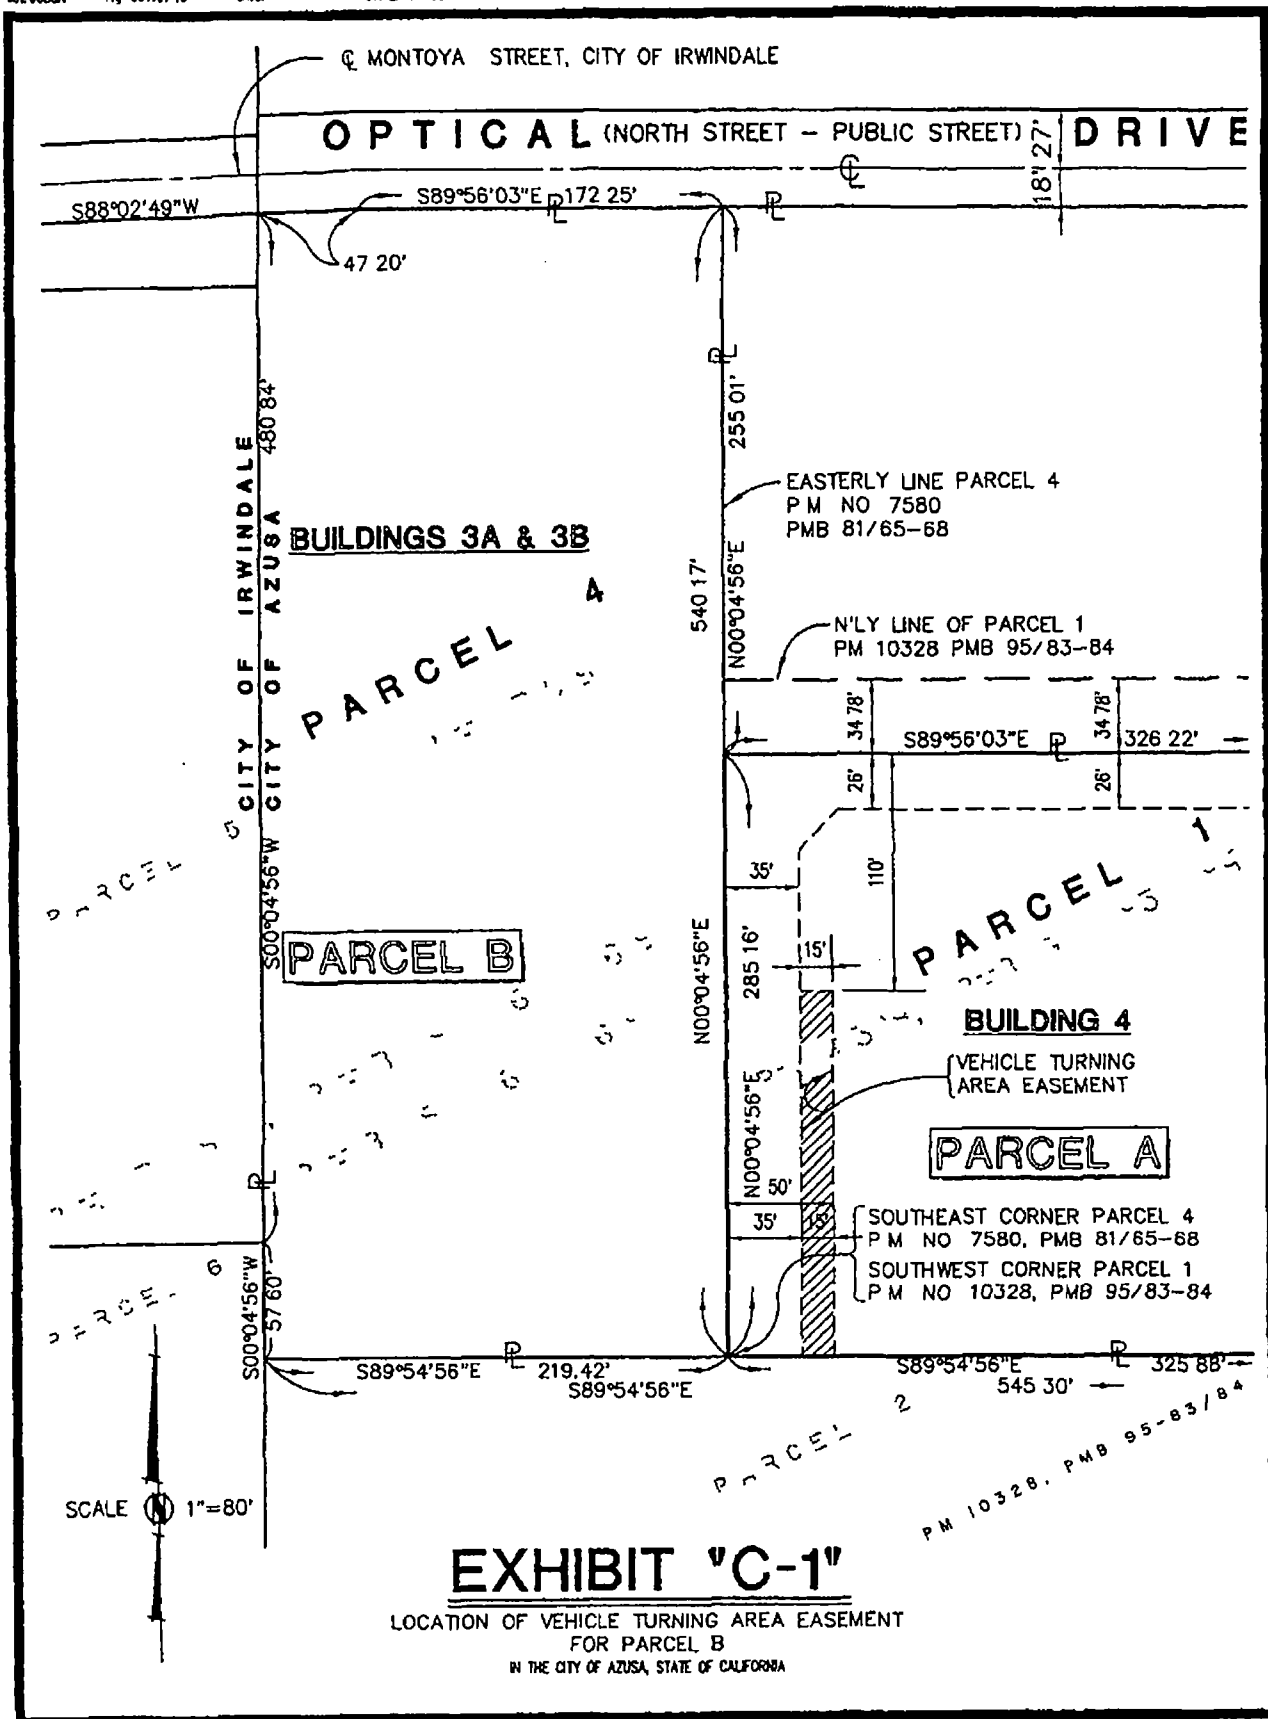 ℄ MONTOYA STREET, CITY OF IRWINDALE
OPTICAL (NORTH STREET - PUBLIC STREET) DRIVE
℄
18" 27'
S88°02'49"W
S89°56'03"E ⅊ 172 25'
⅊
47 20'
⅊
255 01'
480 84'
CITY OF IRWINDALE
CITY OF AZUSA
EASTERLY LINE PARCEL 4
P M NO 7580
PMB 81/65-68
BUILDINGS 3A & 3B
540 17'
N00°04'56"E
PARCEL 4
N'LY LINE OF PARCEL 1
PM 10328 PMB 95/83-84
34 78'
34 78'
S89°56'03"E ⅊ 326 22'
26'
26'
PARCEL 5
S00°04'56"W
35'
110'
PARCEL 1
PARCEL B
N00°04'56"E
285 16'
15'
BUILDING 4
VEHICLE TURNING
AREA EASEMENT
N00°04'56"E
PARCEL A
⅊
50'
35'
15'
SOUTHEAST CORNER PARCEL 4
P M NO 7580, PMB 81/65-68
SOUTHWEST CORNER PARCEL 1
P M NO 10328, PMB 95/83-84
PARCEL 6
S00°04'56"W
57 60'
S89°54'56"E ⅊ 219.42'
S89°54'56"E
S89°54'56"E ⅊ 325 88'
545 30'
PARCEL 2
PM 10328, PMB 95-83/84
SCALE N 1"=80'
EXHIBIT "C-1"
LOCATION OF VEHICLE TURNING AREA EASEMENT
FOR PARCEL B
IN THE CITY OF AZUSA, STATE OF CALIFORNIA